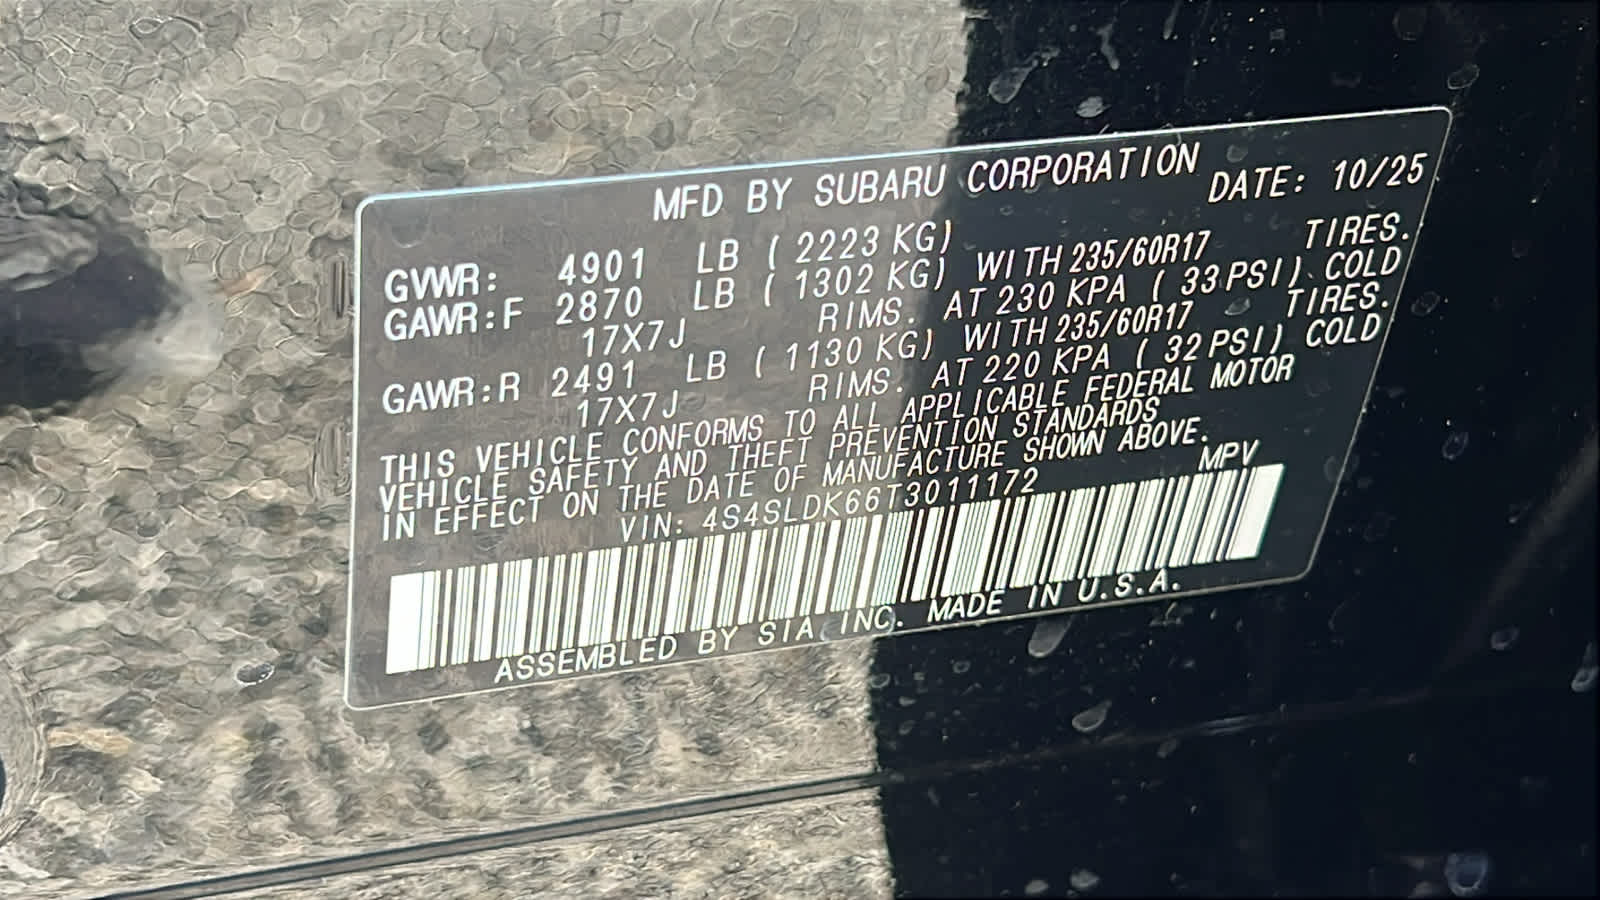 MFD BY SUBARU CORPORATION DATE: 10/25
GVWR: 4901 LB ( 2223 KG)
GAWR:F 2870 LB ( 1302 KG) WITH 235/60R17 TIRES.
17X7J RIMS. AT 230 KPA ( 33 PSI) COLD
GAWR:R 2491 LB ( 1130 KG) WITH 235/60R17 TIRES.
17X7J RIMS. AT 220 KPA ( 32 PSI) COLD
THIS VEHICLE CONFORMS TO ALL APPLICABLE FEDERAL MOTOR
VEHICLE SAFETY AND THEFT PREVENTION STANDARDS
IN EFFECT ON THE DATE OF MANUFACTURE SHOWN ABOVE.
VIN: 4S4SLDK66T3011172 MPV
ASSEMBLED BY SIA INC. MADE IN U.S.A.